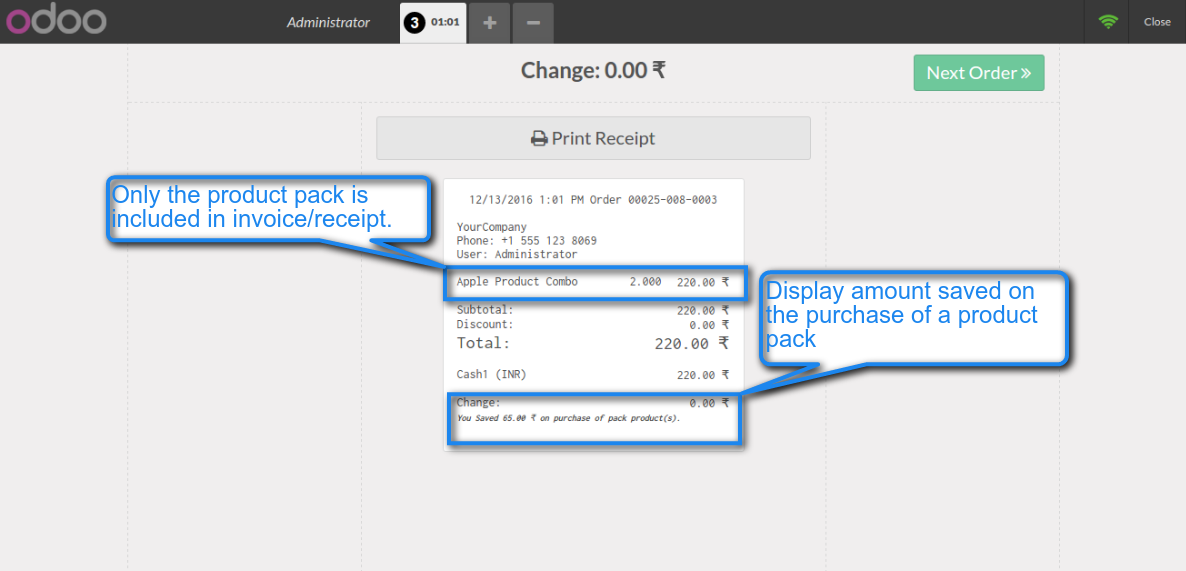 odoo Administrator 3 01:01 + − Close
Change: 0.00 ₹
Next Order »
Print Receipt
Only the product pack is
included in invoice/receipt.
12/13/2016 1:01 PM Order 00025-008-0003
YourCompany
Phone: +1 555 123 8069
User: Administrator
Apple Product Combo 2.000 220.00 ₹
Subtotal: 220.00 ₹
Discount: 0.00 ₹
Total: 220.00 ₹
Cash1 (INR) 220.00 ₹
Change: 0.00 ₹
You Saved 65.00 ₹ on purchase of pack product(s).
Display amount saved on
the purchase of a product
pack